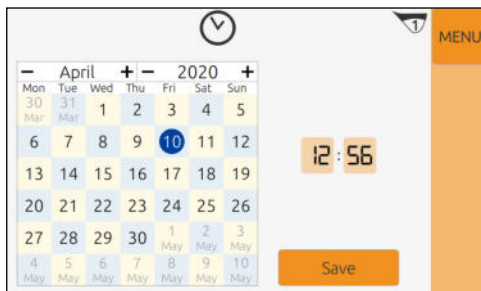 1
MENU
− April + − 2020 +
Mon Tue Wed Thu Fri Sat Sun
30 Mar 31 Mar 1 2 3 4 5
6 7 8 9 10 11 12
13 14 15 16 17 18 19
20 21 22 23 24 25 26
27 28 29 30 1 May 2 May 3 May
4 May 5 May 6 May 7 May 8 May 9 May 10 May
12:56
Save